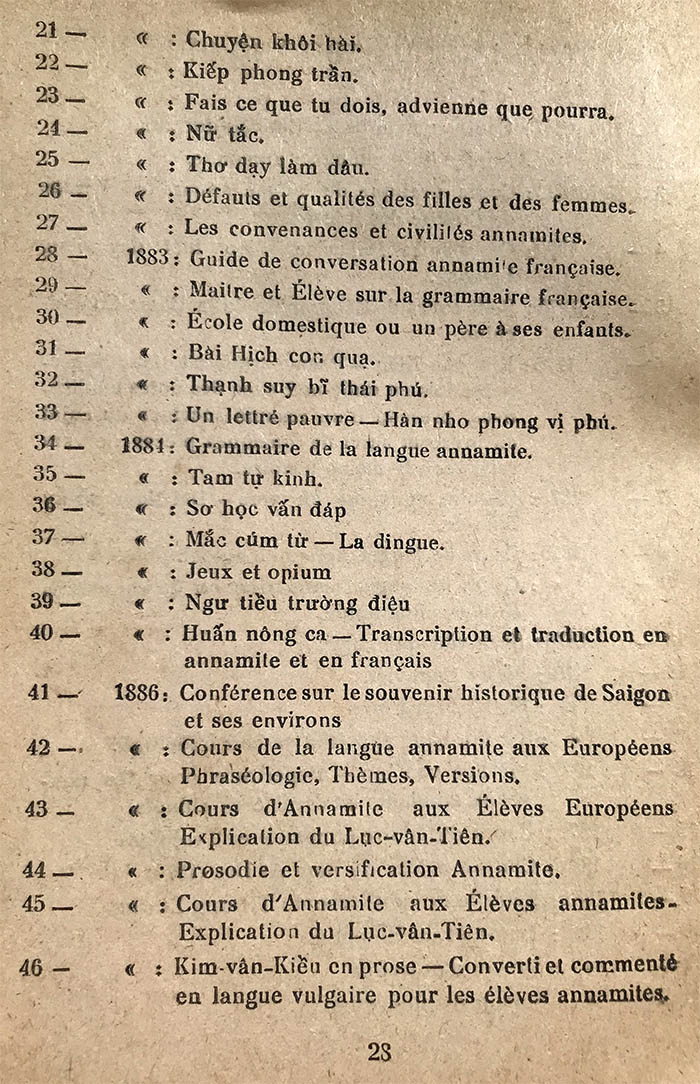 21 — « : Chuyện khôi hài.
22 — « : Kiếp phong trần.
23 — « : Fais ce que tu dois, advienne que pourra.
24 — « : Nữ tắc.
25 — « : Thơ dạy làm dâu.
26 — « : Défauts et qualités des filles et des femmes.
27 — « : Les convenances et civilités annamites.
28 — 1883: Guide de conversation annamite française.
29 — « : Maitre et Élève sur la grammaire française.
30 — « : École domestique ou un père à ses enfants.
31 — « : Bài Hịch con quạ.
32 — « : Thạnh suy bĩ thái phú.
33 — « : Un lettré pauvre — Hàn nho phong vị phú.
34 — 1884: Grammaire de la langue annamite.
35 — « : Tam tự kinh.
36 — « : Sơ học vấn đáp
37 — « : Mắc cúm từ — La dingue.
38 — « : Jeux et opium
39 — « : Ngư tiều trường điệu
40 — « : Huấn nông ca — Transcription et traduction en
annamite et en français
41 — 1886: Conférence sur le souvenir historique de Saigon
et ses environs
42 — « : Cours de la langue annamite aux Européens
Phraséologie, Thèmes, Versions.
43 — « : Cours d'Annamite aux Élèves Européens
Explication du Lục-vân-Tiên.
44 — « : Prosodie et versification Annamite.
45 — « : Cours d'Annamite aux Élèves annamites-
Explication du Lục-vân-Tiên.
46 — « : Kim-vân-Kiều en prose — Converti et commenté
en langue vulgaire pour les élèves annamites.
23